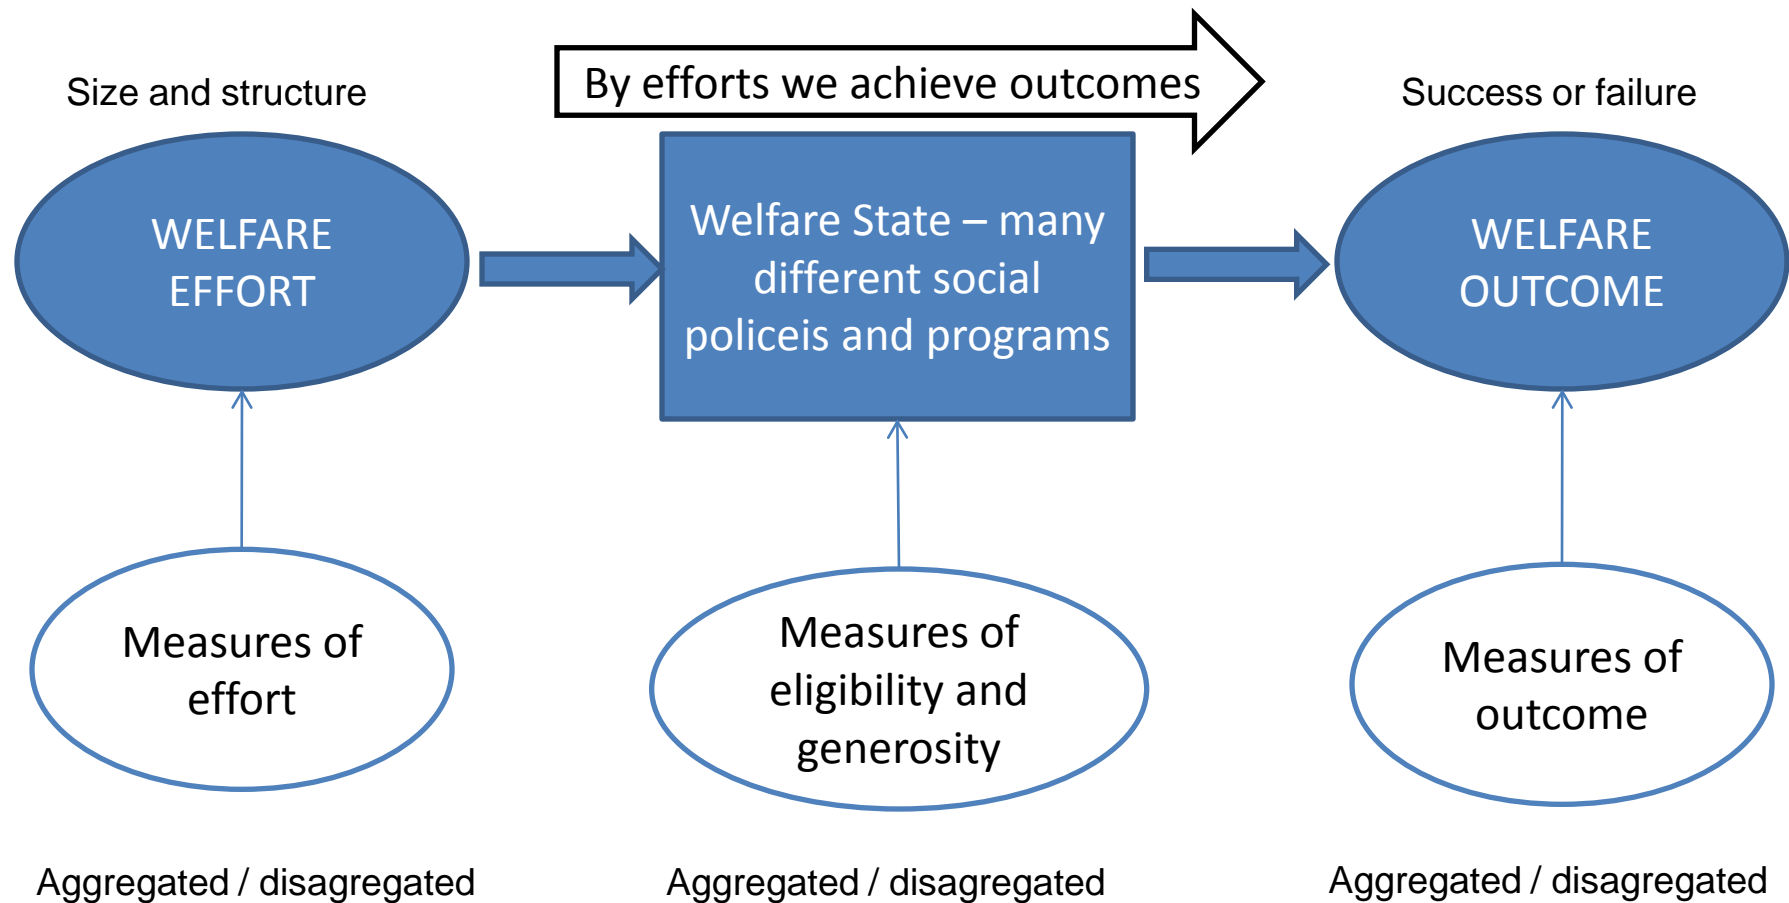 By efforts we achieve outcomes
Size and structure
Success or failure
WELFARE
EFFORT
Welfare State – many
different social
policeis and programs
WELFARE
OUTCOME
Measures of
effort
Measures of
eligibility and
generosity
Measures of
outcome
Aggregated / disagregated
Aggregated / disagregated
Aggregated / disagregated